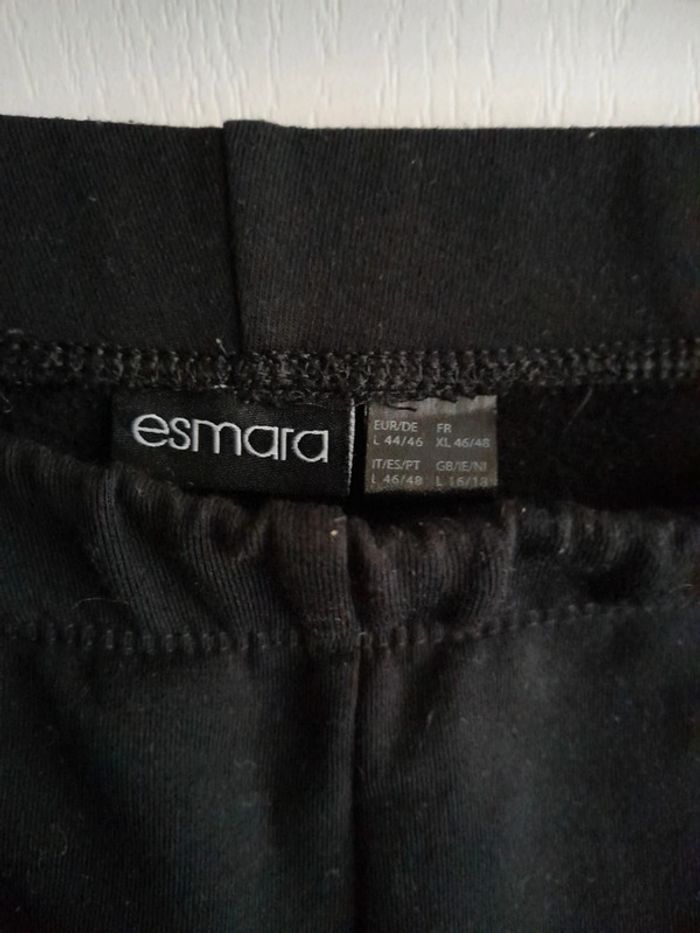 esmara
EUR/DE FR
L 44/46 XL 46/48
IT/ES/PT GB/IE/NI
L 46/48 L 16/18